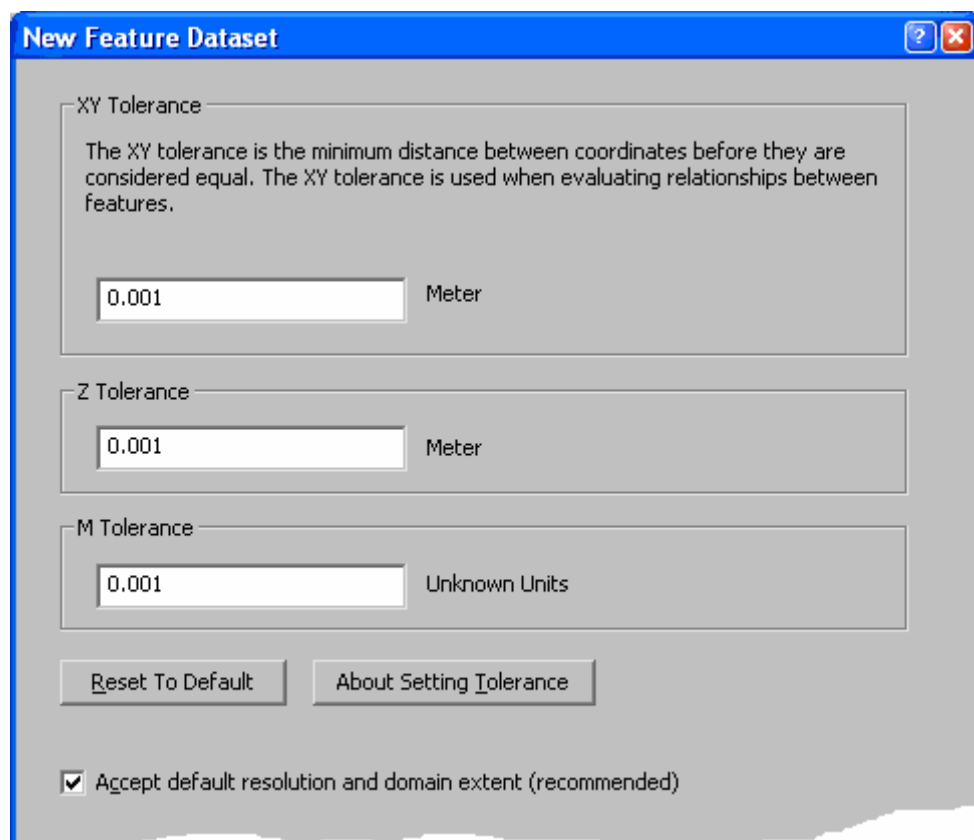 New Feature Dataset
XY Tolerance
The XY tolerance is the minimum distance between coordinates before they are
considered equal. The XY tolerance is used when evaluating relationships between
features.
0.001 Meter
Z Tolerance
0.001 Meter
M Tolerance
0.001 Unknown Units
Reset To Default About Setting Tolerance
Accept default resolution and domain extent (recommended)